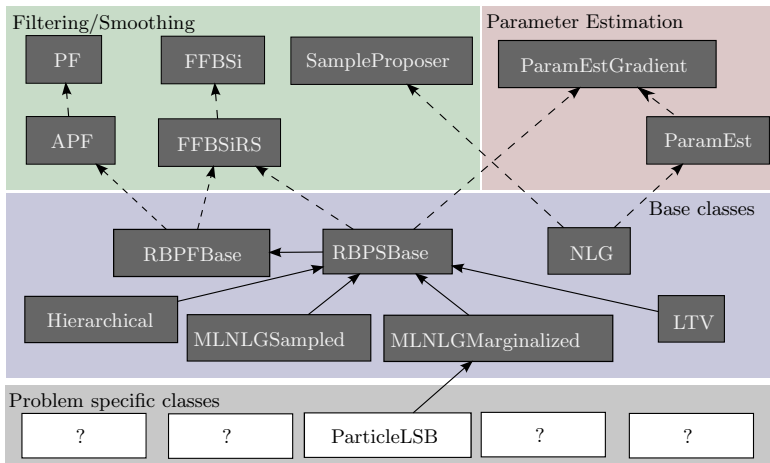 Filtering/Smoothing
Parameter Estimation
PF
FFBSi
SampleProposer
ParamEstGradient
APF
FFBSiRS
ParamEst
Base classes
RBPFBase
RBPSBase
NLG
Hierarchical
MLNLGSampled
MLNLGMarginalized
LTV
Problem specific classes
?
?
ParticleLSB
?
?